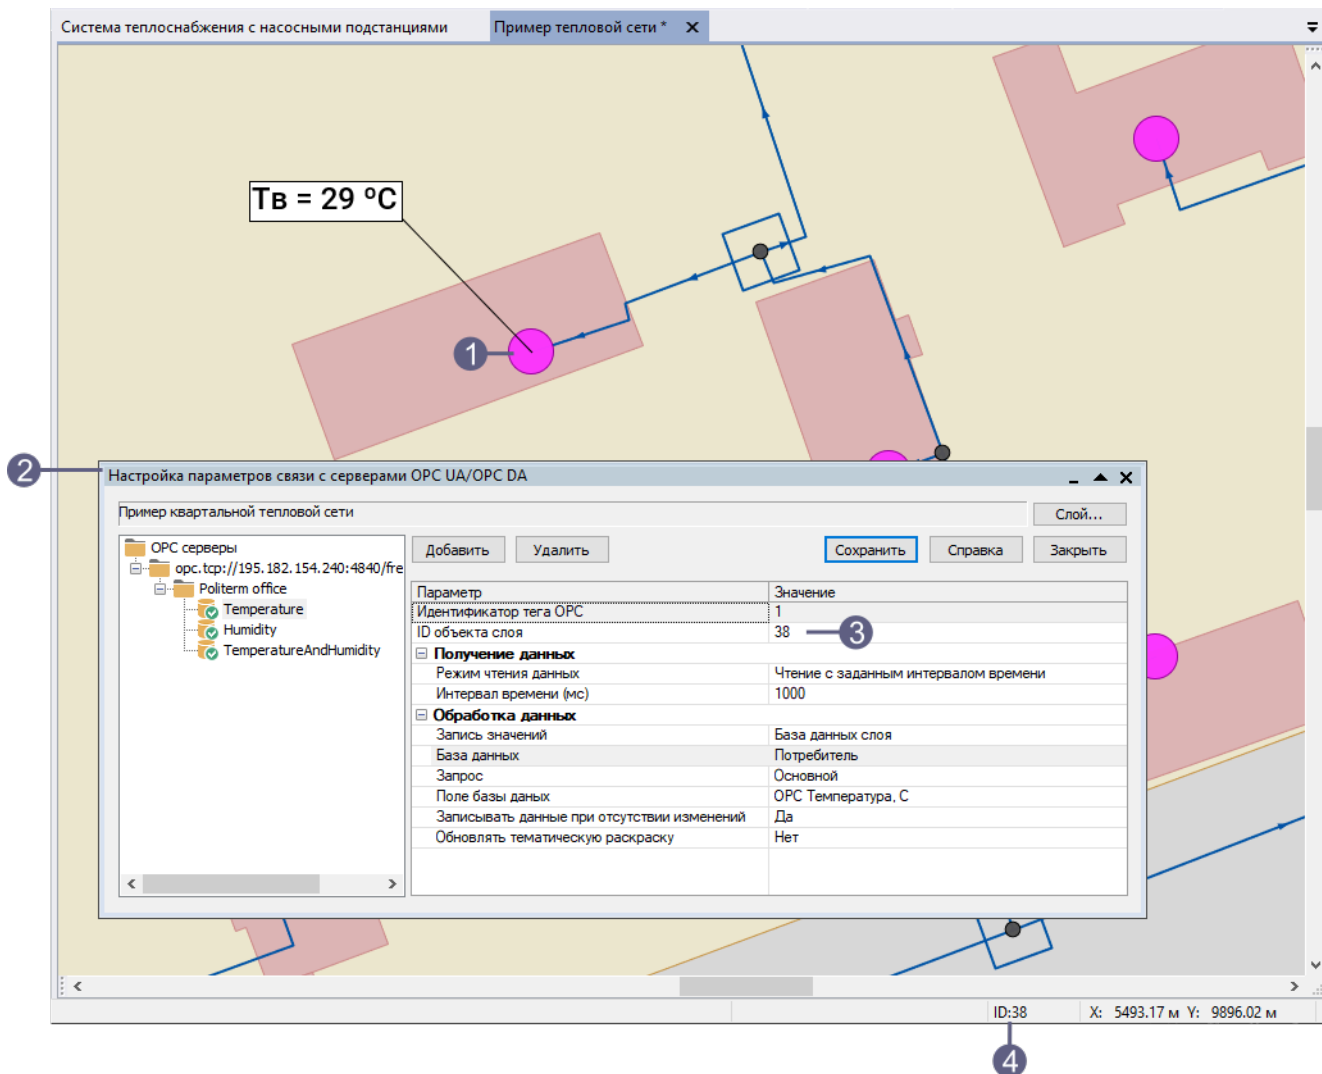 Система теплоснабжения с насосными подстанциями
Пример тепловой сети *
Тв = 29 ºС
1
2
Настройка параметров связи с серверами OPC UA/OPC DA
Пример квартальной тепловой сети
Слой...
OPC серверы
opc.tcp://195.182.154.240:4840/fre
Politerm office
Temperature
Humidity
TemperatureAndHumidity
Добавить Удалить Сохранить Справка Закрыть
Параметр Значение
Идентификатор тега OPC 1
ID объекта слоя 38
3
Получение данных
Режим чтения данных Чтение с заданным интервалом времени
Интервал времени (мс) 1000
Обработка данных
Запись значений База данных слоя
База данных Потребитель
Запрос Основной
Поле базы даных OPC Температура, С
Записывать данные при отсутствии изменений Да
Обновлять тематическую раскраску Нет
ID:38 X: 5493.17 м Y: 9896.02 м
4